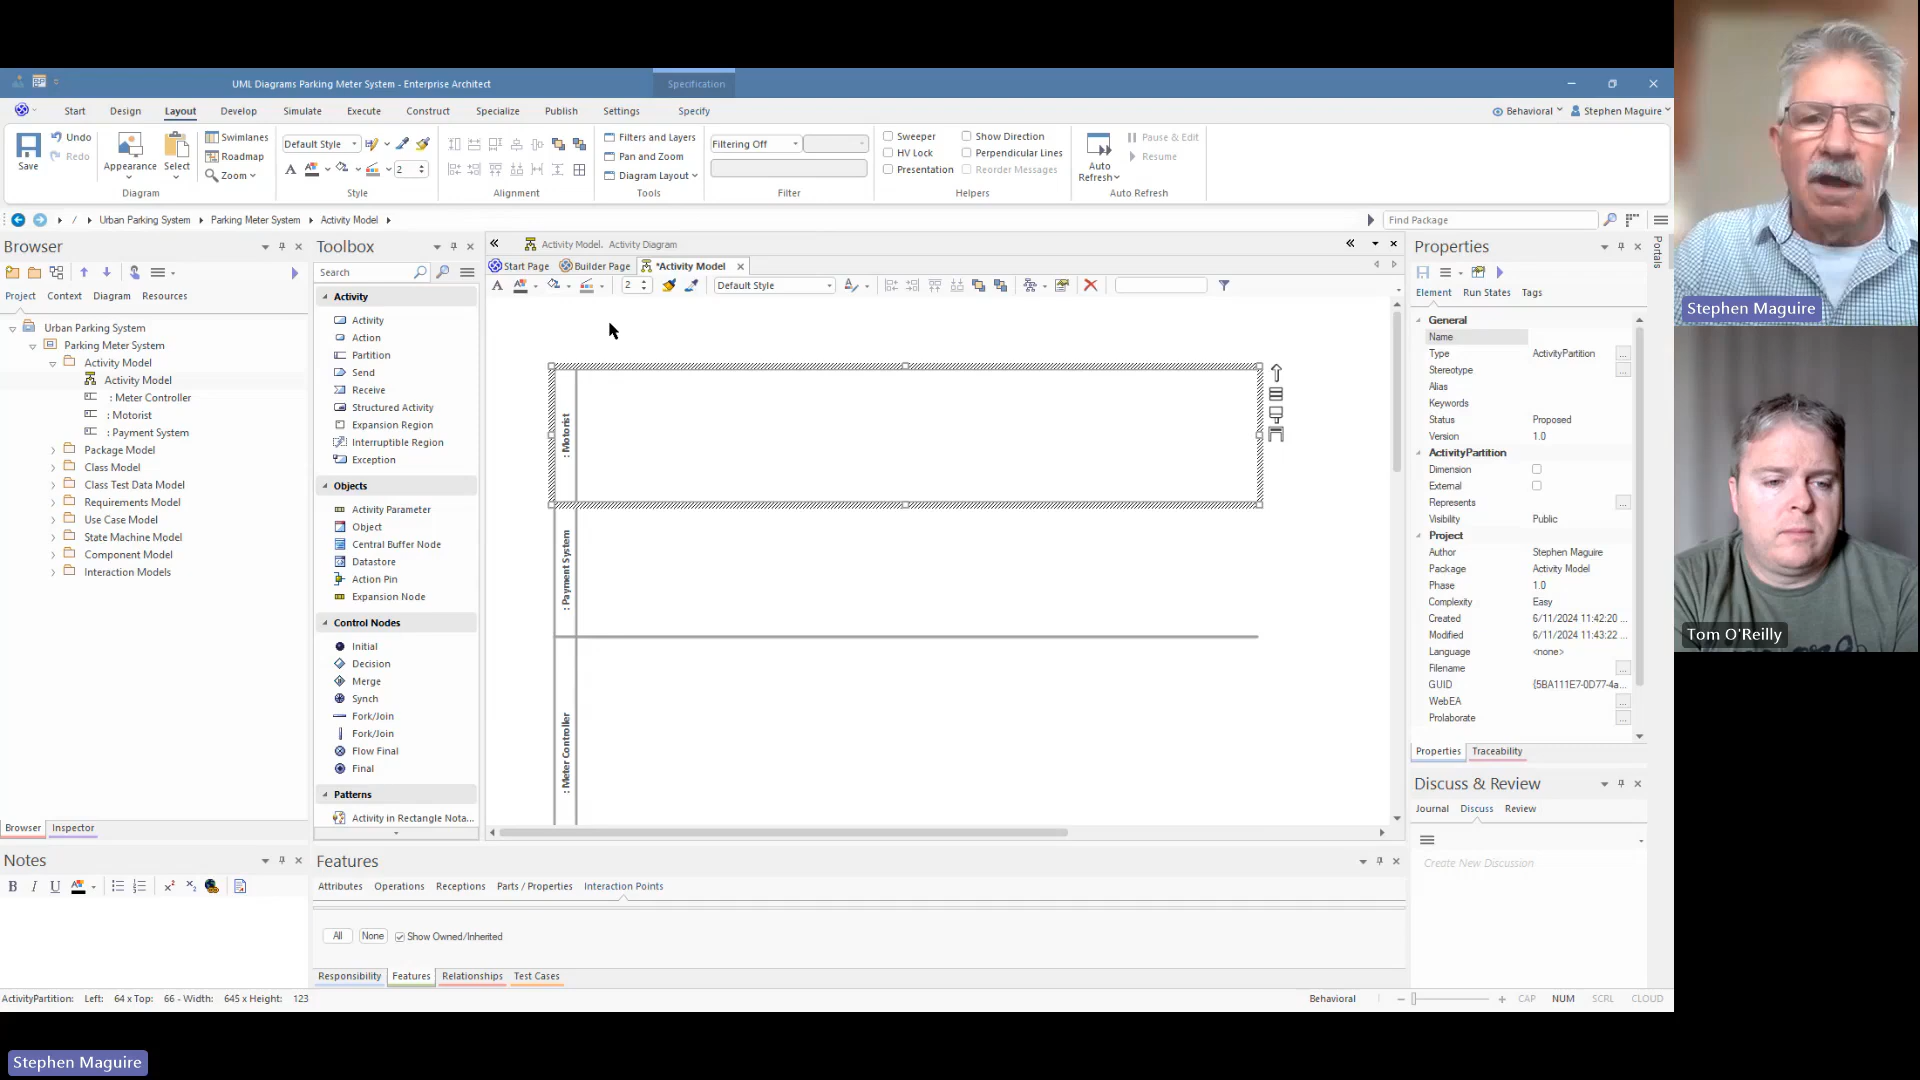 UML Diagrams Parking Meter System - Enterprise Architect
Specification
Start Design Layout Develop Simulate Execute Construct Specialize Publish Settings Specify
Behavioral Stephen Maguire
Save
Undo
Redo
Appearance
Select
Swimlanes
Roadmap
Zoom
Diagram
Default Style
2
Style
Alignment
Filters and Layers
Pan and Zoom
Diagram Layout
Tools
Filtering Off
Filter
Sweeper
HV Lock
Presentation
Show Direction
Perpendicular Lines
Reorder Messages
Helpers
Auto
Refresh
Pause & Edit
Resume
Auto Refresh
/ Urban Parking System Parking Meter System Activity Model
Find Package
Browser
Project Context Diagram Resources
Urban Parking System
Parking Meter System
Activity Model
Activity Model
: Meter Controller
: Motorist
: Payment System
Package Model
Class Model
Class Test Data Model
Requirements Model
Use Case Model
State Machine Model
Component Model
Interaction Models
Browser Inspector
Notes
B I U
Toolbox
Search
Activity
Activity
Action
Partition
Send
Receive
Structured Activity
Expansion Region
Interruptible Region
Exception
Objects
Activity Parameter
Object
Central Buffer Node
Datastore
Action Pin
Expansion Node
Control Nodes
Initial
Decision
Merge
Synch
Fork/Join
Fork/Join
Flow Final
Final
Patterns
Activity in Rectangle Nota...
Activity Model. Activity Diagram
Start Page Builder Page *Activity Model
2 Default Style
: Motorist
: Payment System
: Meter Controller
Features
Attributes Operations Receptions Parts / Properties Interaction Points
All None Show Owned/Inherited
Responsibility Features Relationships Test Cases
Properties
Element Run States Tags
General
Name
Type ActivityPartition
Stereotype
Alias
Keywords
Status Proposed
Version 1.0
ActivityPartition
Dimension
External
Represents
Visibility Public
Project
Author Stephen Maguire
Package Activity Model
Phase 1.0
Complexity Easy
Created 6/11/2024 11:42:20 ...
Modified 6/11/2024 11:43:22 ...
Language <none>
Filename
GUID {5BA111E7-0D77-4a...
WebEA
Prolaborate
Properties Traceability
Discuss & Review
Journal Discuss Review
Create New Discussion
Portals
ActivityPartition: Left: 64 x Top: 66 - Width: 645 x Height: 123
Behavioral
CAP NUM SCRL CLOUD
Stephen Maguire
Tom O'Reilly
Stephen Maguire